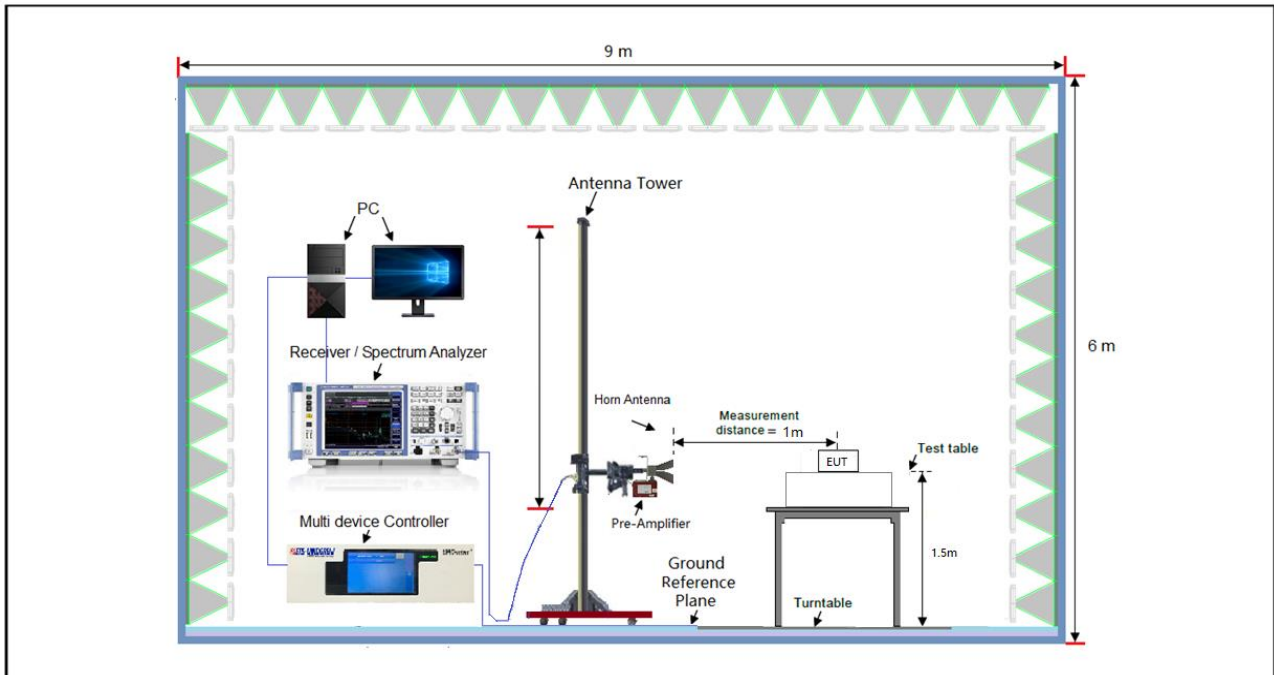 9 m
Antenna Tower
PC
6 m
Receiver / Spectrum Analyzer
Horn Antenna
Measurement
distance = 1m
EUT
Test table
Pre-Amplifier
Multi device Controller
1.5m
Ground
Reference
Plane
Turntable